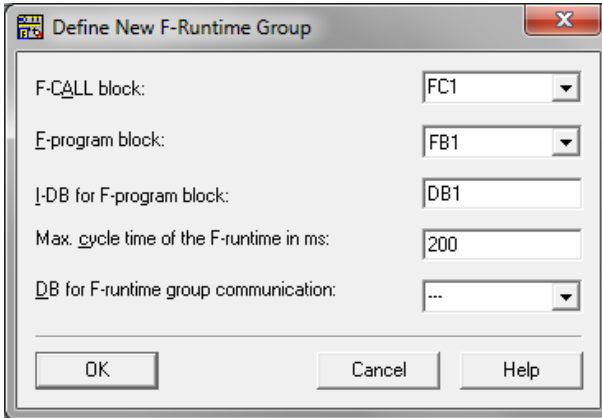 Define New F-Runtime Group
F-CALL block: FC1
F-program block: FB1
I-DB for F-program block: DB1
Max. cycle time of the F-runtime in ms: 200
DB for F-runtime group communication: ---
OK Cancel Help